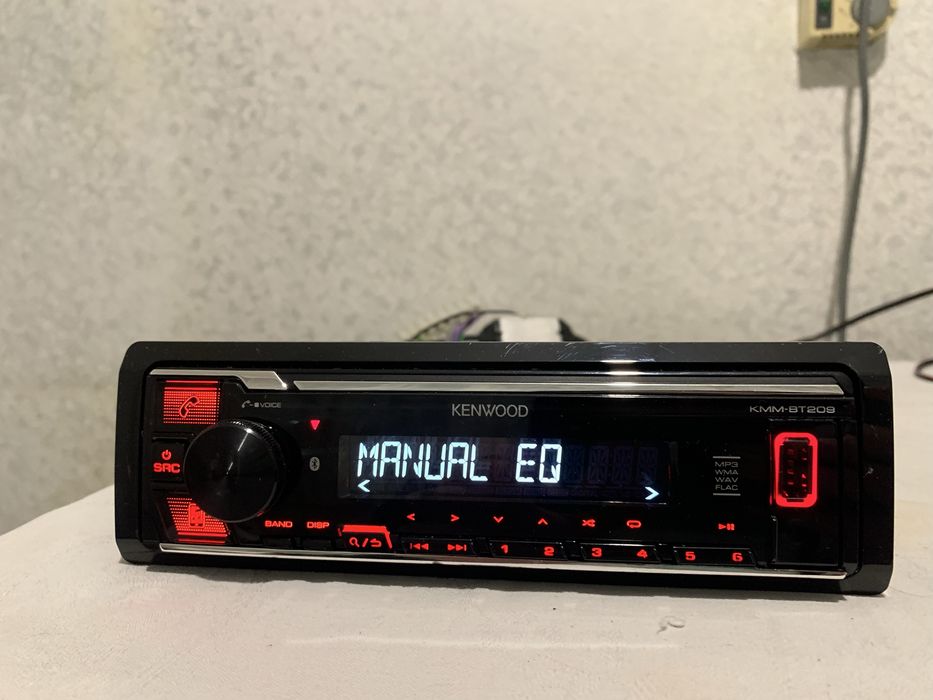 VOICE
KENWOOD
KMM-BT209
SRC
MANUAL EQ
< >
MP3
WMA
WAV
FLAC
BAND DISP
1 2 3 4 5 6